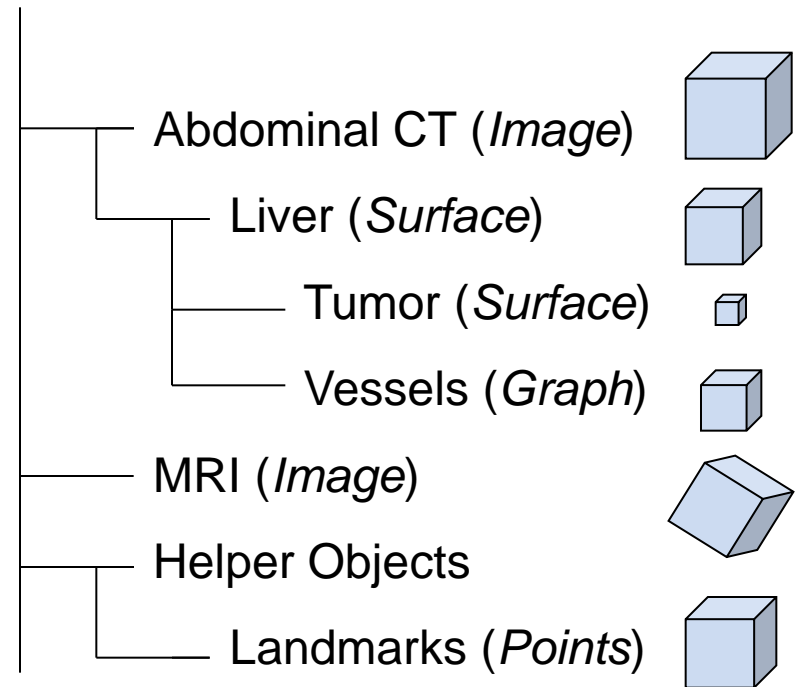 Abdominal CT (Image)
Liver (Surface)
Tumor (Surface)
Vessels (Graph)
MRI (Image)
Helper Objects
Landmarks (Points)